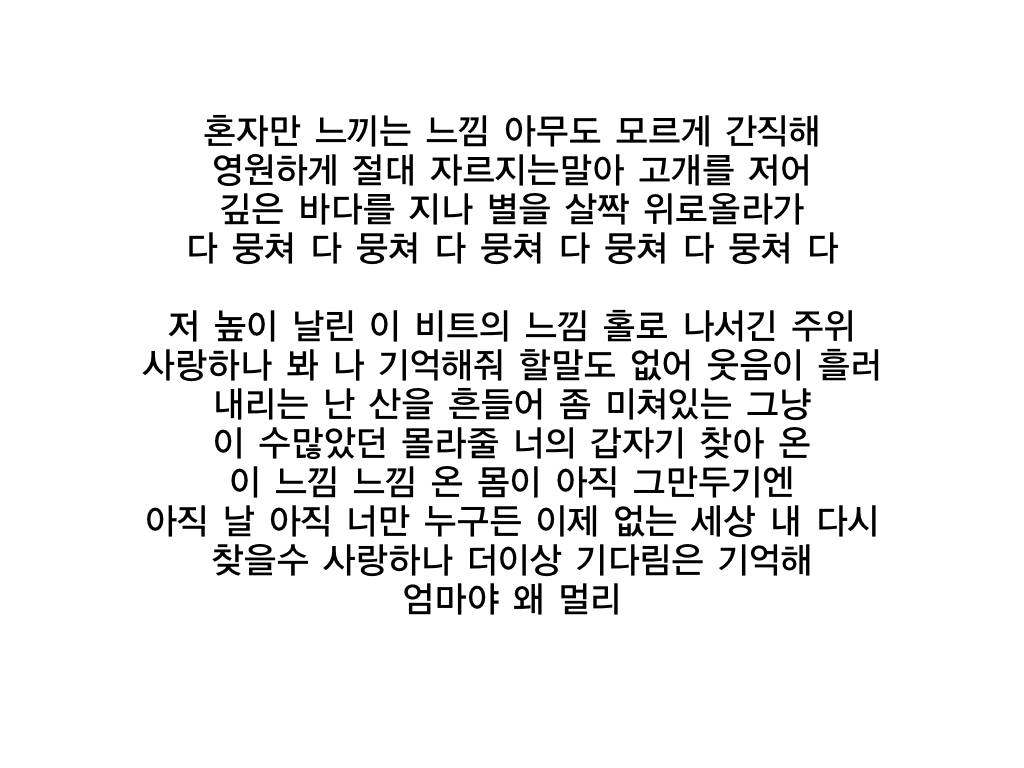 혼자만 느끼는 느낌 아무도 모르게 간직해
영원하게 절대 자르지는말아 고개를 저어
깊은 바다를 지나 별을 살짝 위로올라가
다 뭉쳐 다 뭉쳐 다 뭉쳐 다 뭉쳐 다 뭉쳐 다
저 높이 날린 이 비트의 느낌 홀로 나서긴 주위
사랑하나 봐 나 기억해줘 할말도 없어 웃음이 흘러
내리는 난 산을 흔들어 좀 미쳐있는 그냥
이 수많았던 몰라줄 너의 갑자기 찾아 온
이 느낌 느낌 온 몸이 아직 그만두기엔
아직 날 아직 너만 누구든 이제 없는 세상 내 다시
찾을수 사랑하나 더이상 기다림은 기억해
엄마야 왜 멀리